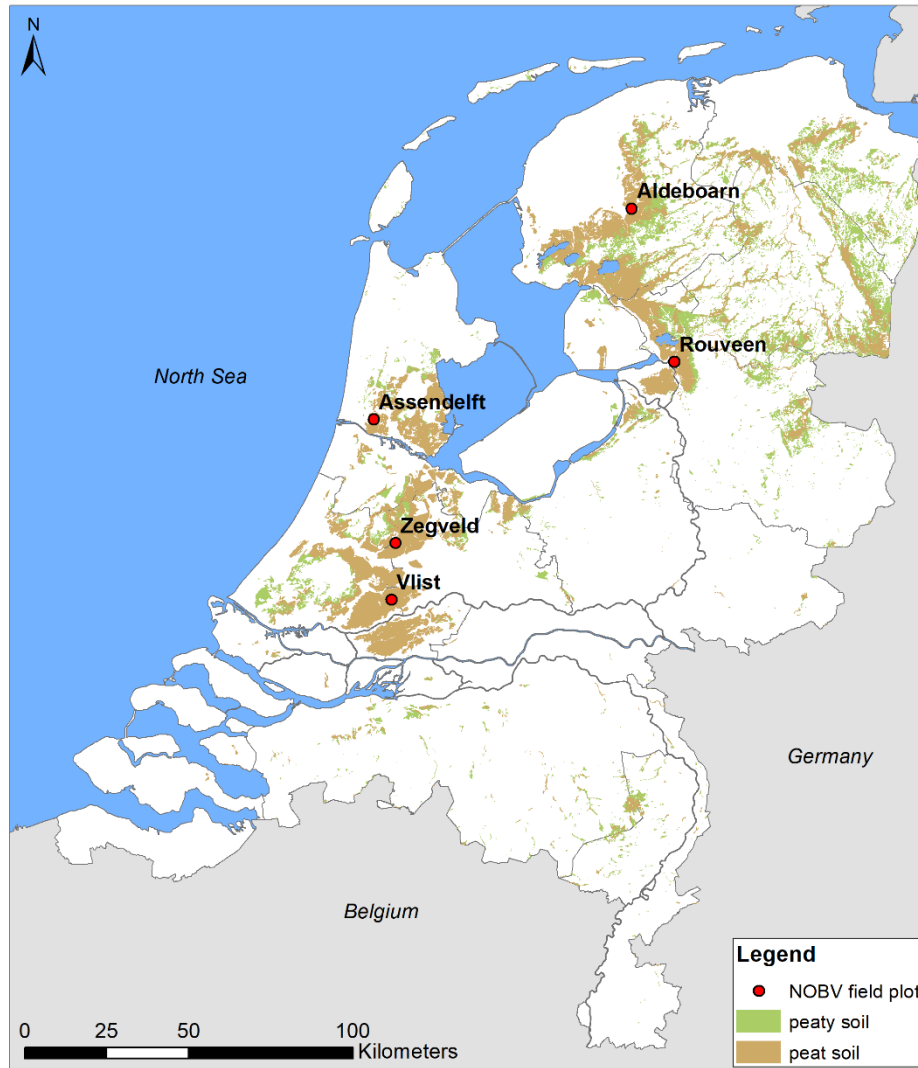 N
Aldeboarn
Rouveen
North Sea
Assendelft
Zegveld
Vlist
Germany
Belgium
Legend
NOBV field plot
peaty soil
peat soil
0 25 50 100
Kilometers